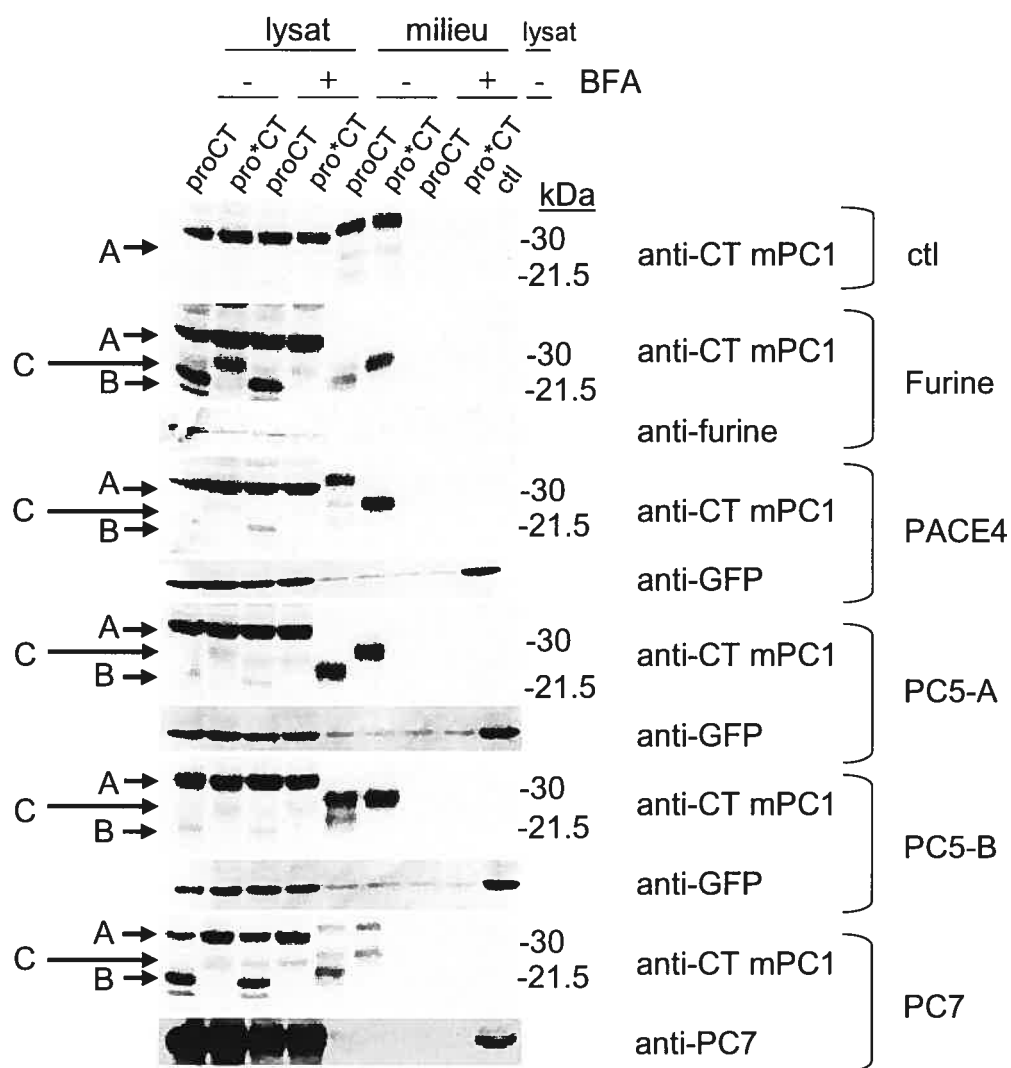 lysat milieu lysat
- + - + - BFA
proCT pro*CT proCT pro*CT proCT pro*CT proCT pro*CT ctl
kDa
A -30 anti-CT mPC1 ctl
-21.5
A
C -30 anti-CT mPC1 Furine
B -21.5
anti-furine
A -30 anti-CT mPC1 PACE4
C
B -21.5
anti-GFP
A -30 anti-CT mPC1 PC5-A
C
B -21.5
anti-GFP
A -30 anti-CT mPC1 PC5-B
C
B -21.5
anti-GFP
A -30 anti-CT mPC1 PC7
C
B -21.5
anti-PC7